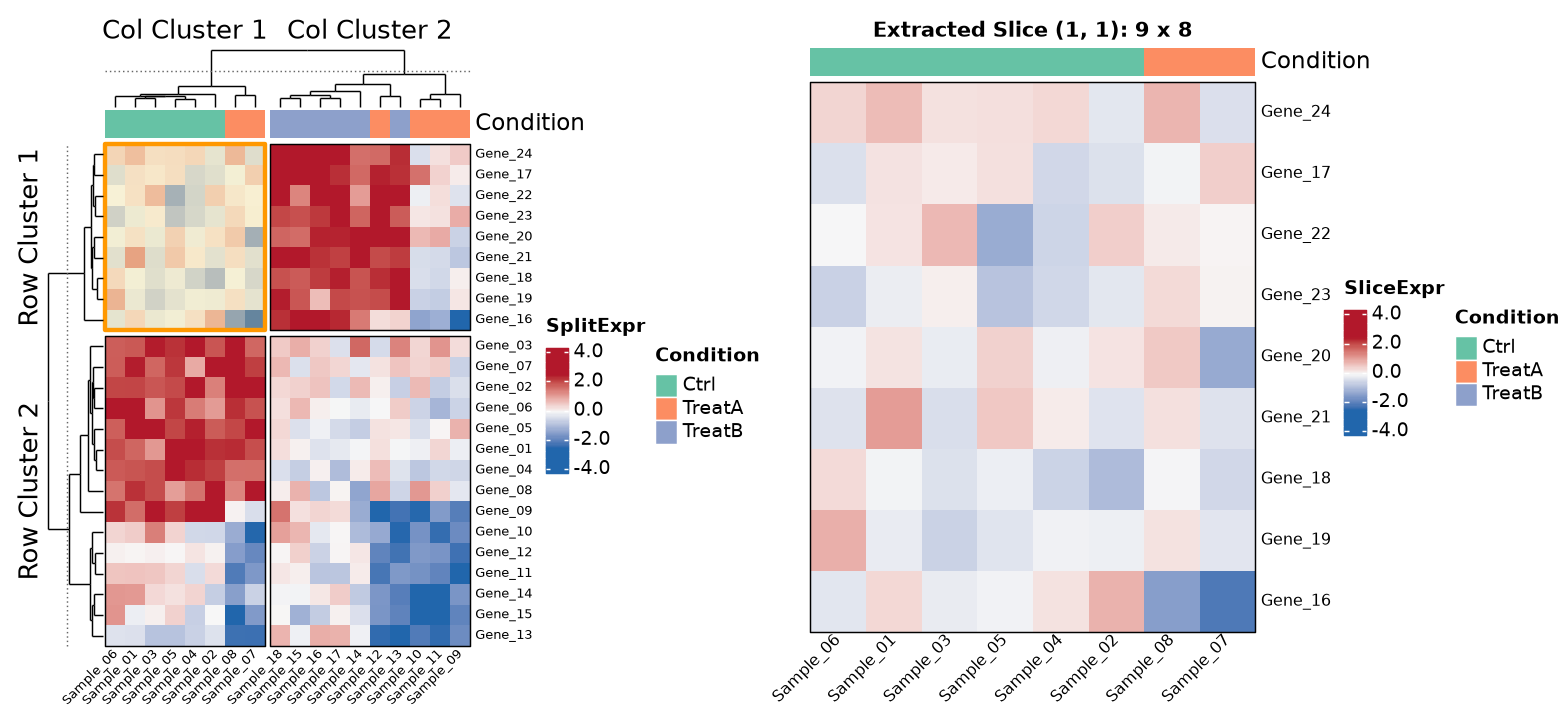 Col Cluster 1 Col Cluster 2
Condition
Row Cluster 1
Row Cluster 2
Gene_24
Gene_17
Gene_22
Gene_23
Gene_20
Gene_21
Gene_18
Gene_19
Gene_16
Gene_03
Gene_07
Gene_02
Gene_06
Gene_05
Gene_01
Gene_04
Gene_08
Gene_09
Gene_10
Gene_12
Gene_11
Gene_14
Gene_15
Gene_13
Sample_06
Sample_01
Sample_03
Sample_05
Sample_04
Sample_02
Sample_08
Sample_07
Sample_18
Sample_15
Sample_16
Sample_17
Sample_14
Sample_12
Sample_13
Sample_10
Sample_11
Sample_09
SplitExpr
4.0
2.0
0.0
-2.0
-4.0
Condition
Ctrl
TreatA
TreatB
Extracted Slice (1, 1): 9 x 8
Condition
Gene_24
Gene_17
Gene_22
Gene_23
Gene_20
Gene_21
Gene_18
Gene_19
Gene_16
Sample_06
Sample_01
Sample_03
Sample_05
Sample_04
Sample_02
Sample_08
Sample_07
SliceExpr
4.0
2.0
0.0
-2.0
-4.0
Condition
Ctrl
TreatA
TreatB